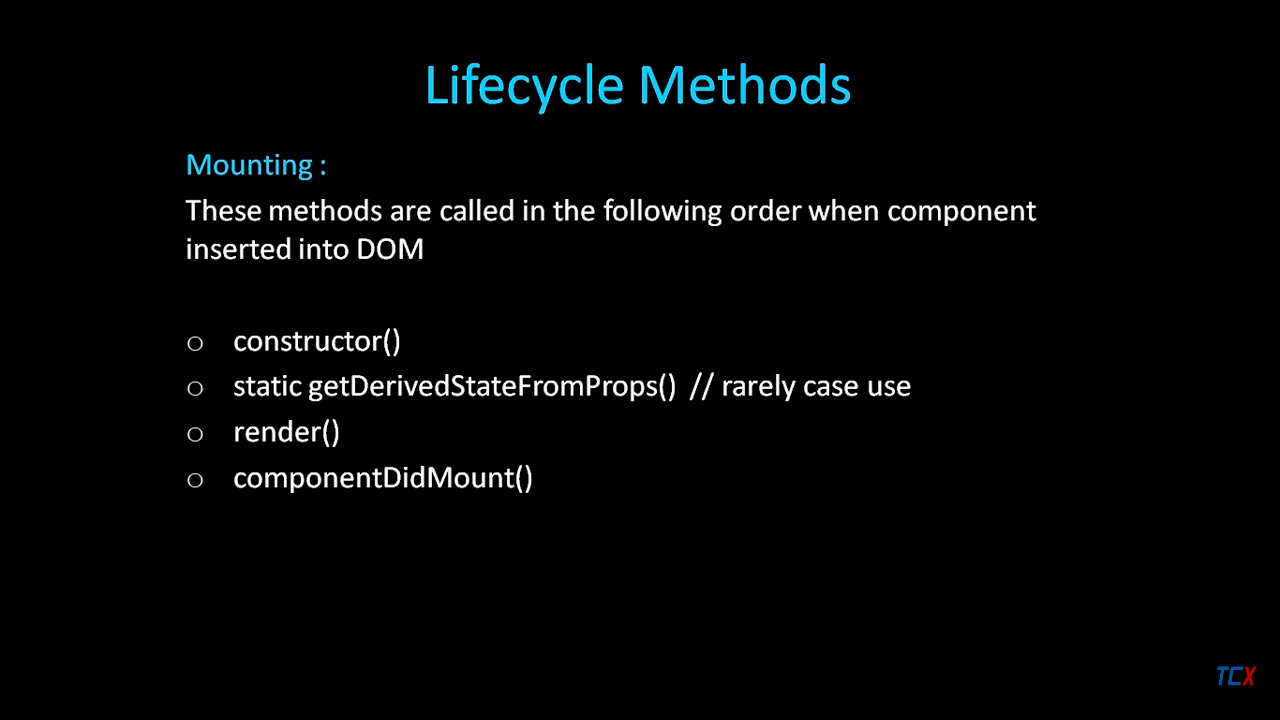 Lifecycle Methods
Mounting :
These methods are called in the following order when component
inserted into DOM
o constructor()
o static getDerivedStateFromProps() // rarely case use
o render()
o componentDidMount()
TCX